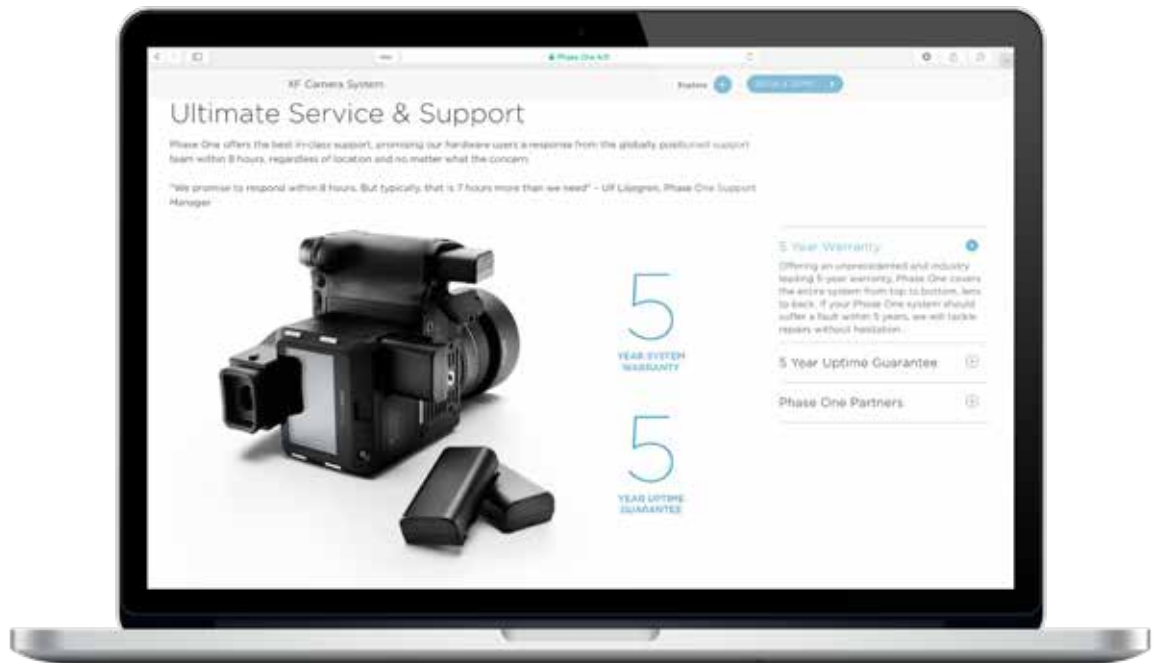 Phase One A/S
XF Camera System
Explore
Ultimate Service & Support
Phase One offers the best in-class support, promising our hardware users a response from the globally positioned support
team within 8 hours, regardless of location and no matter what the concern.
"We promise to respond within 8 hours. But typically, that is 7 hours more than we need" – Ulf Liljegren, Phase One Support
Manager
5
YEAR SYSTEM
WARRANTY
5
YEAR UPTIME
GUARANTEE
5 Year Warranty
Offering an unprecedented and industry
leading 5-year warranty, Phase One covers
the entire system from top to bottom, lens
to back. If your Phase One system should
suffer a fault within 5 years, we will tackle
repairs without hesitation.
5 Year Uptime Guarantee
Phase One Partners